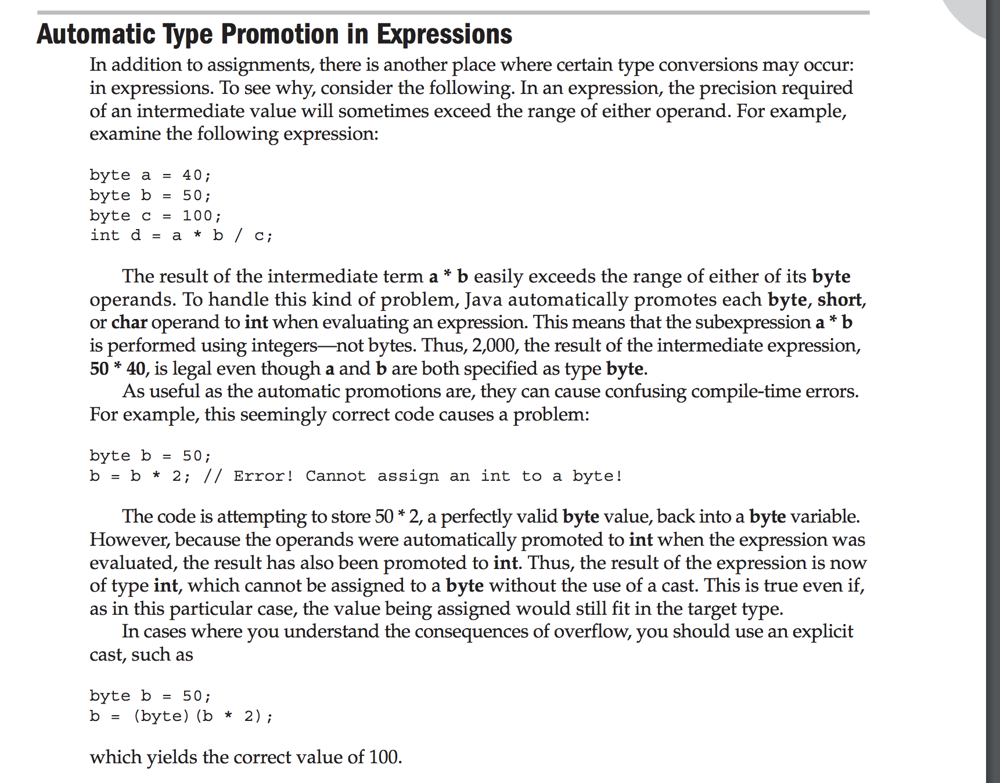 Automatic Type Promotion in Expressions
In addition to assignments, there is another place where certain type conversions may occur:
in expressions. To see why, consider the following. In an expression, the precision required
of an intermediate value will sometimes exceed the range of either operand. For example,
examine the following expression:
byte a = 40;
byte b = 50;
byte c = 100;
int d = a * b / c;
The result of the intermediate term a * b easily exceeds the range of either of its byte
operands. To handle this kind of problem, Java automatically promotes each byte, short,
or char operand to int when evaluating an expression. This means that the subexpression a * b
is performed using integers—not bytes. Thus, 2,000, the result of the intermediate expression,
50 * 40, is legal even though a and b are both specified as type byte.
As useful as the automatic promotions are, they can cause confusing compile-time errors.
For example, this seemingly correct code causes a problem:
byte b = 50;
b = b * 2; // Error! Cannot assign an int to a byte!
The code is attempting to store 50 * 2, a perfectly valid byte value, back into a byte variable.
However, because the operands were automatically promoted to int when the expression was
evaluated, the result has also been promoted to int. Thus, the result of the expression is now
of type int, which cannot be assigned to a byte without the use of a cast. This is true even if,
as in this particular case, the value being assigned would still fit in the target type.
In cases where you understand the consequences of overflow, you should use an explicit
cast, such as
byte b = 50;
b = (byte)(b * 2);
which yields the correct value of 100.